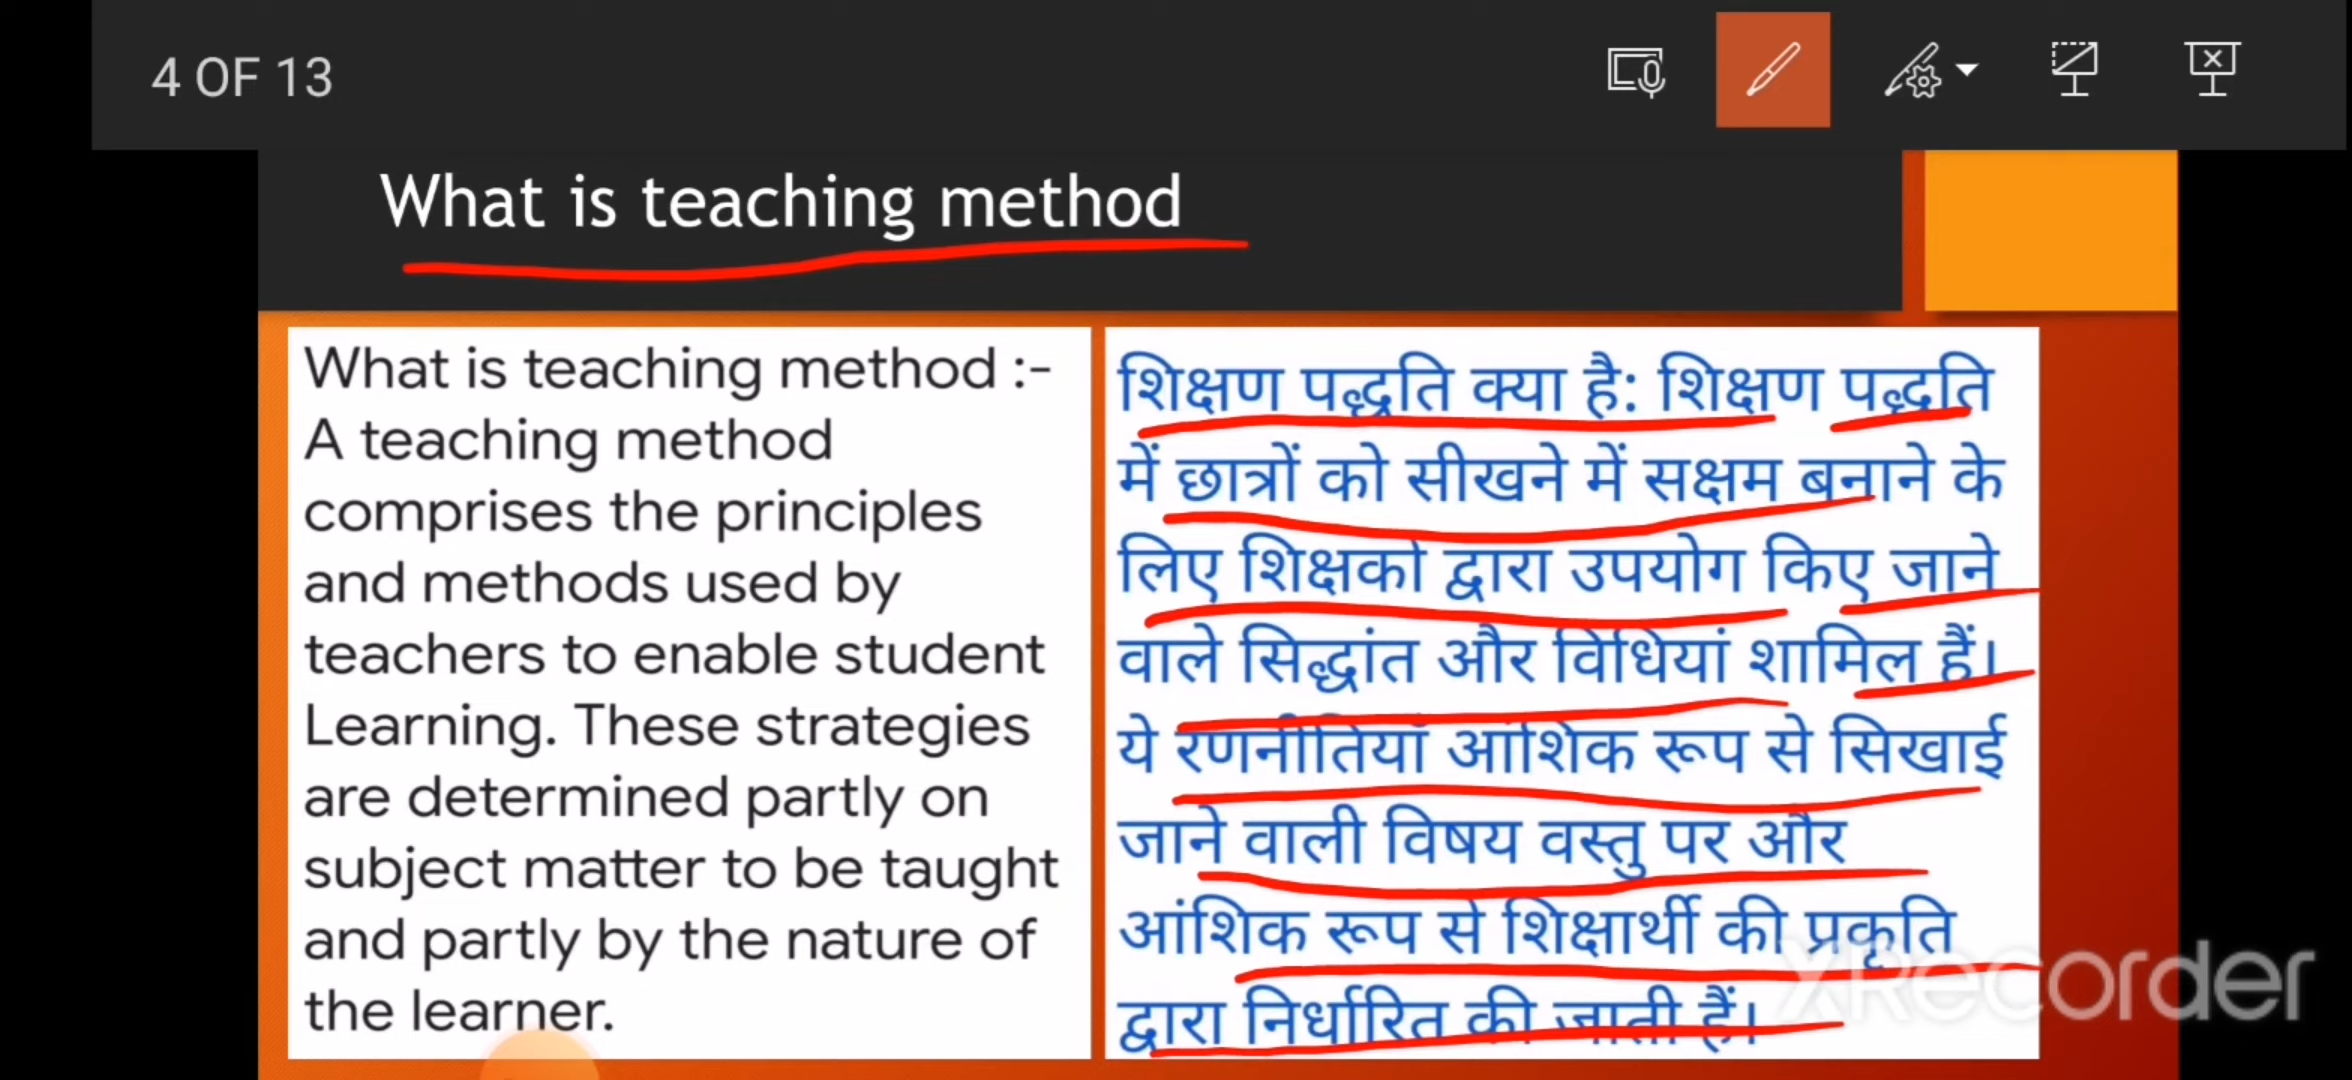 4 OF 13
What is teaching method
What is teaching method :-
A teaching method
comprises the principles
and methods used by
teachers to enable student
Learning. These strategies
are determined partly on
subject matter to be taught
and partly by the nature of
the learner.
शिक्षण पद्धति क्या है: शिक्षण पद्धति
में छात्रों को सीखने में सक्षम बनाने के
लिए शिक्षकों द्वारा उपयोग किए जाने
वाले सिद्धांत और विधियां शामिल हैं।
ये रणनीतियां आंशिक रूप से सिखाई
जाने वाली विषय वस्तु पर और
आंशिक रूप से शिक्षार्थी की प्रकृति
द्वारा निर्धारित की जाती हैं।
XRecorder